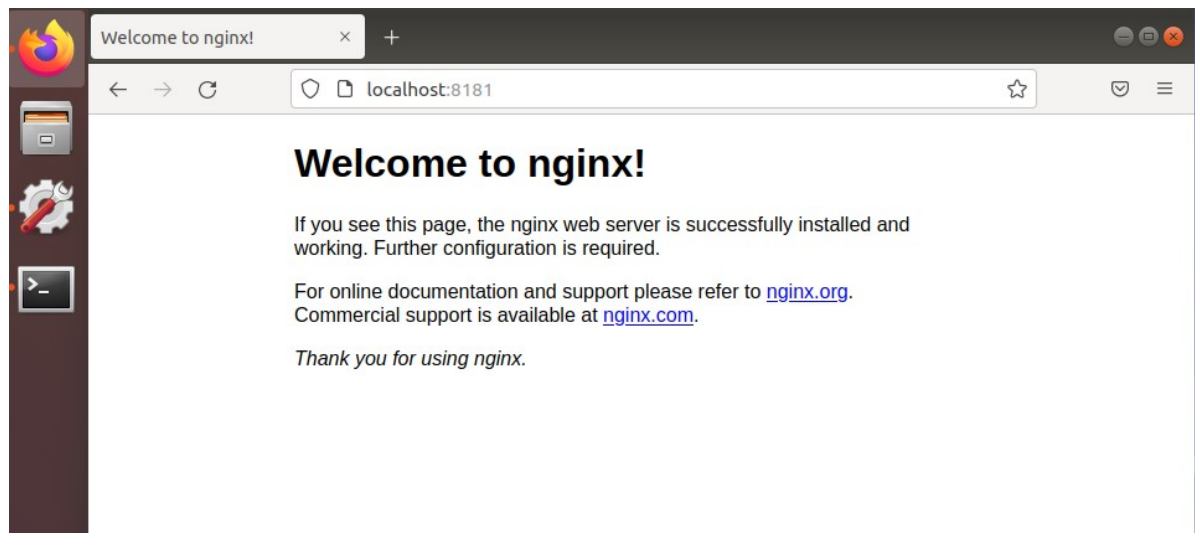 Welcome to nginx!
localhost:8181
Welcome to nginx!
If you see this page, the nginx web server is successfully installed and
working. Further configuration is required.
For online documentation and support please refer to nginx.org.
Commercial support is available at nginx.com.
Thank you for using nginx.